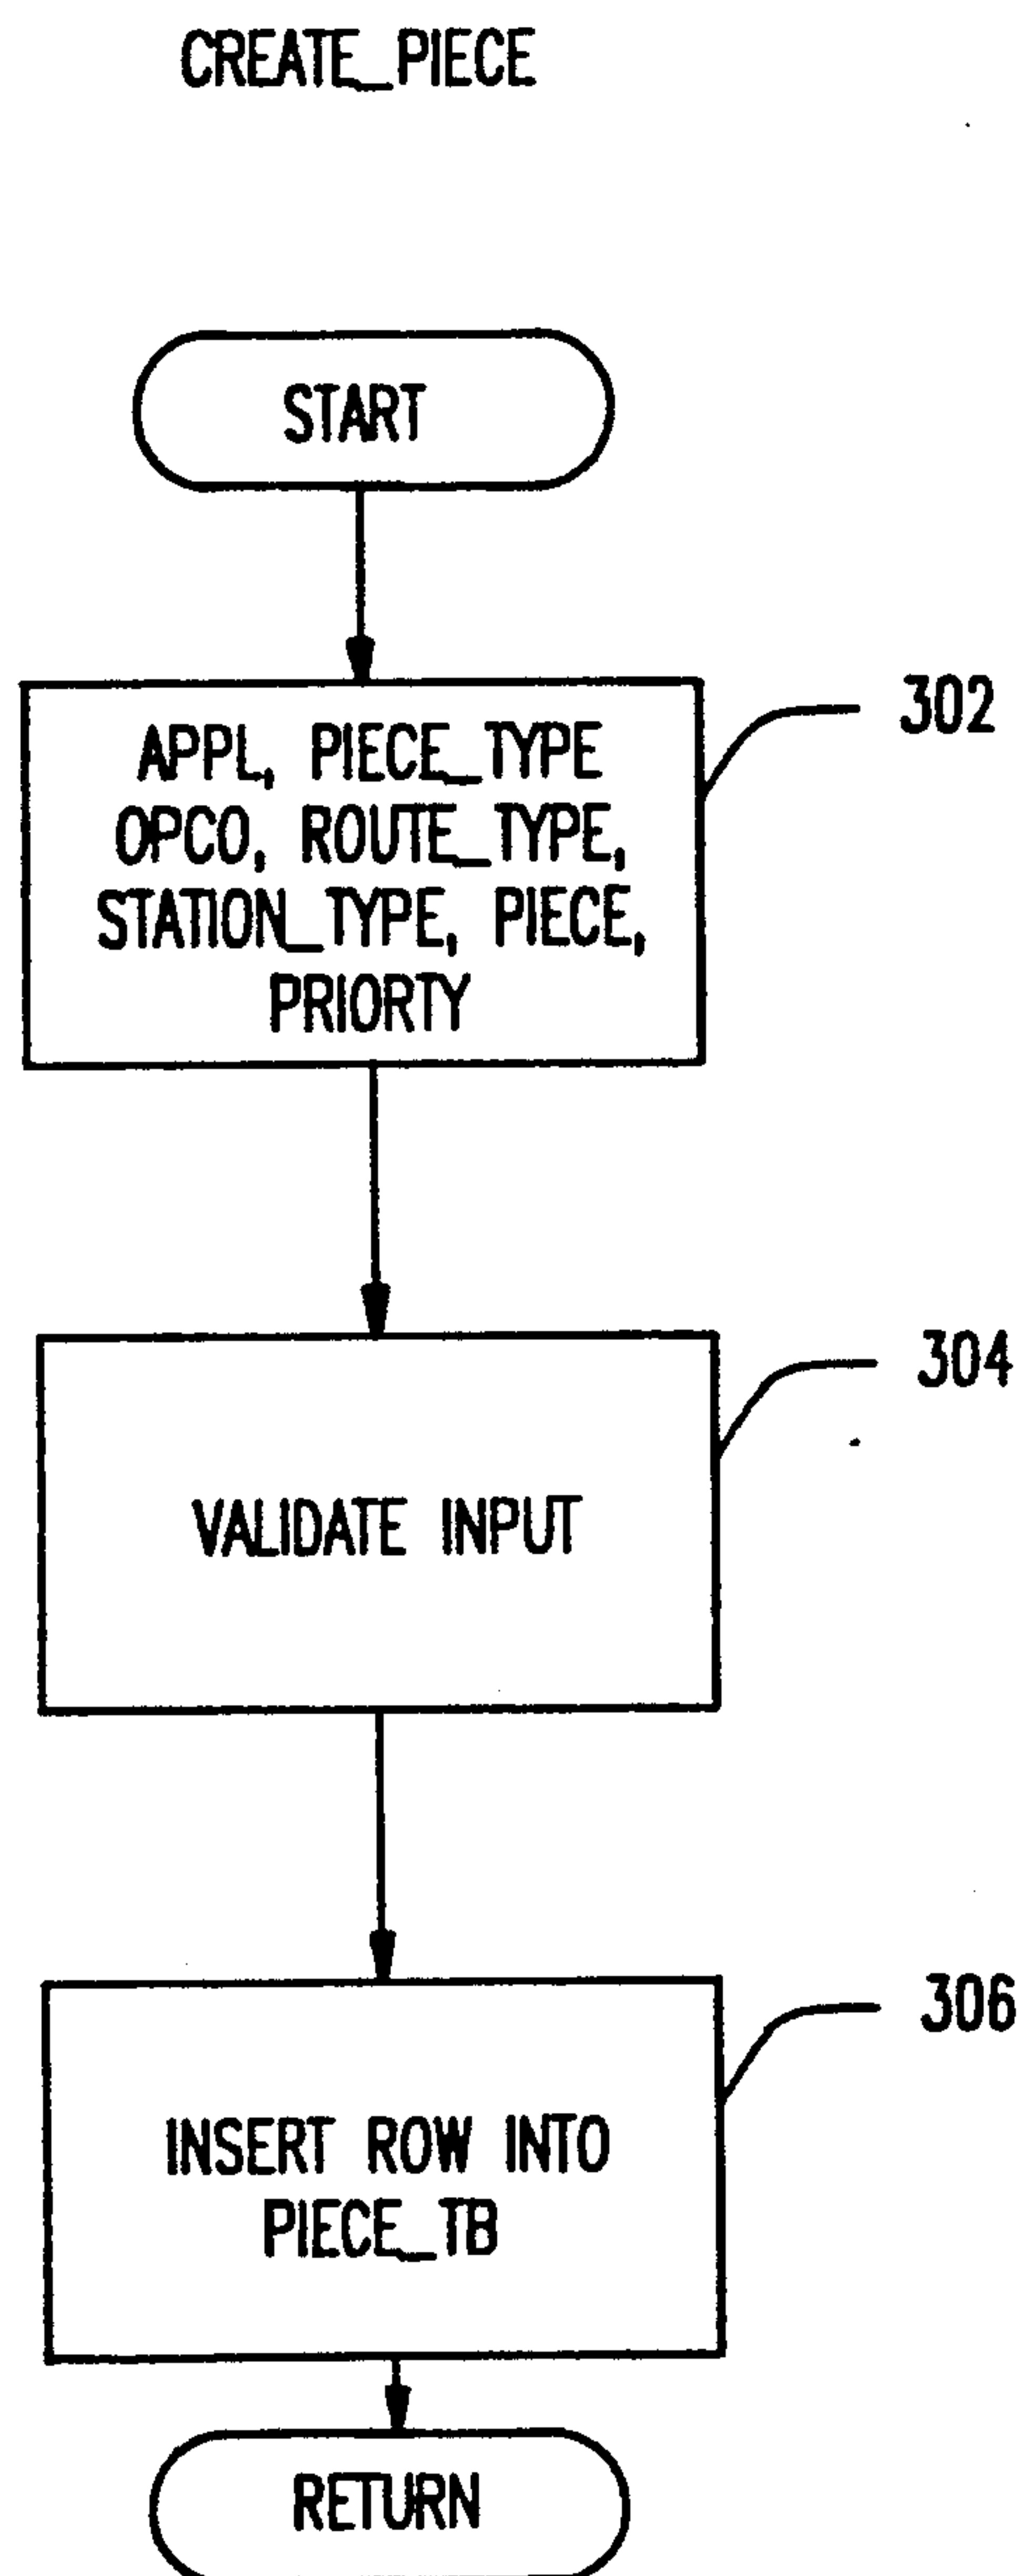 CREATE_PIECE
START
APPL, PIECE_TYPE
OPCO, ROUTE_TYPE,
STATION_TYPE, PIECE,
PRIORTY
302
VALIDATE INPUT
304
INSERT ROW INTO
PIECE_TB
306
RETURN